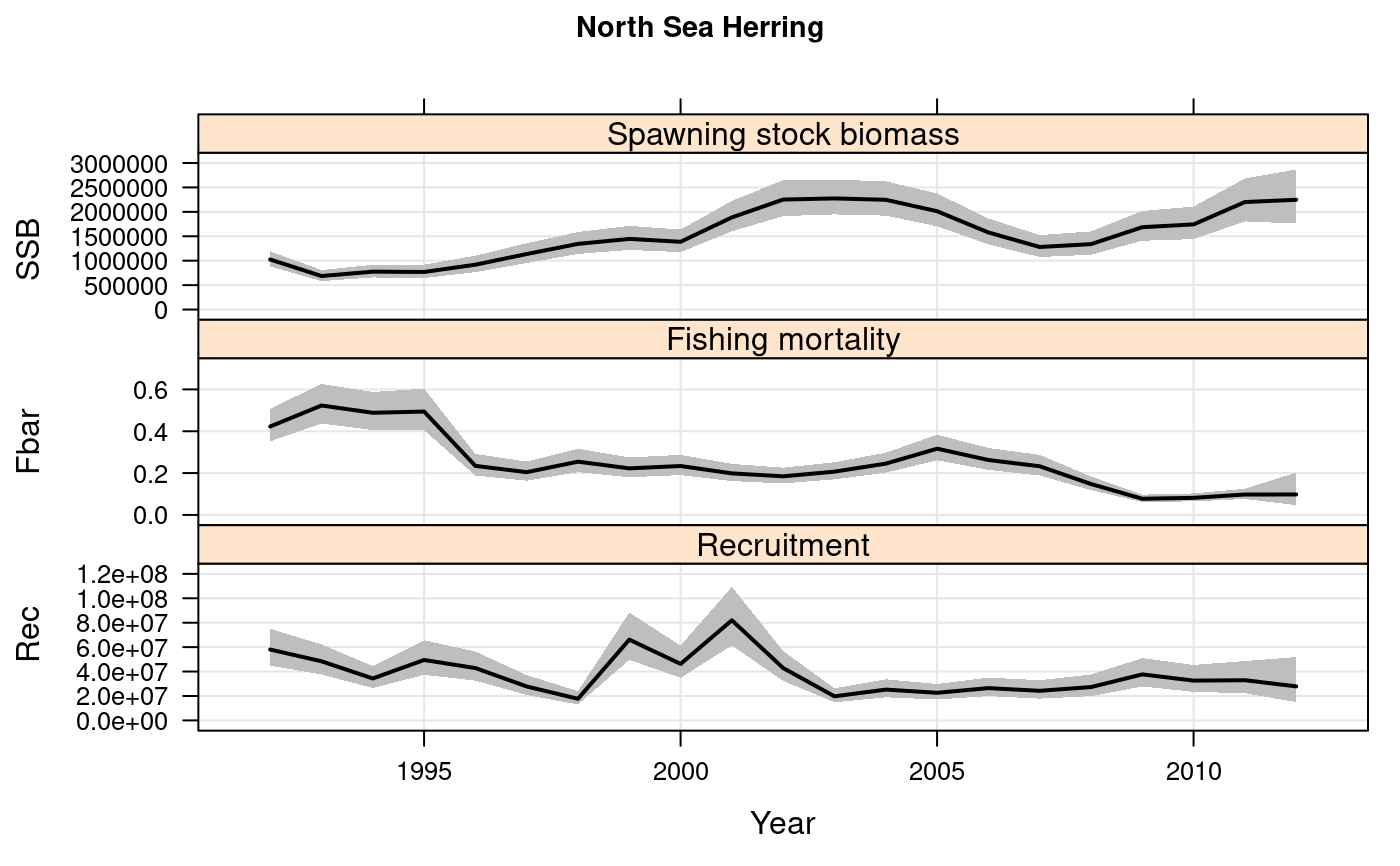 North Sea Herring
Spawning stock biomass
SSB
3000000
2500000
2000000
1500000
1000000
500000
0
Fishing mortality
Fbar
0.6
0.4
0.2
0.0
Recruitment
Rec
1.2e+08
1.0e+08
8.0e+07
6.0e+07
4.0e+07
2.0e+07
0.0e+00
1995 2000 2005 2010
Year